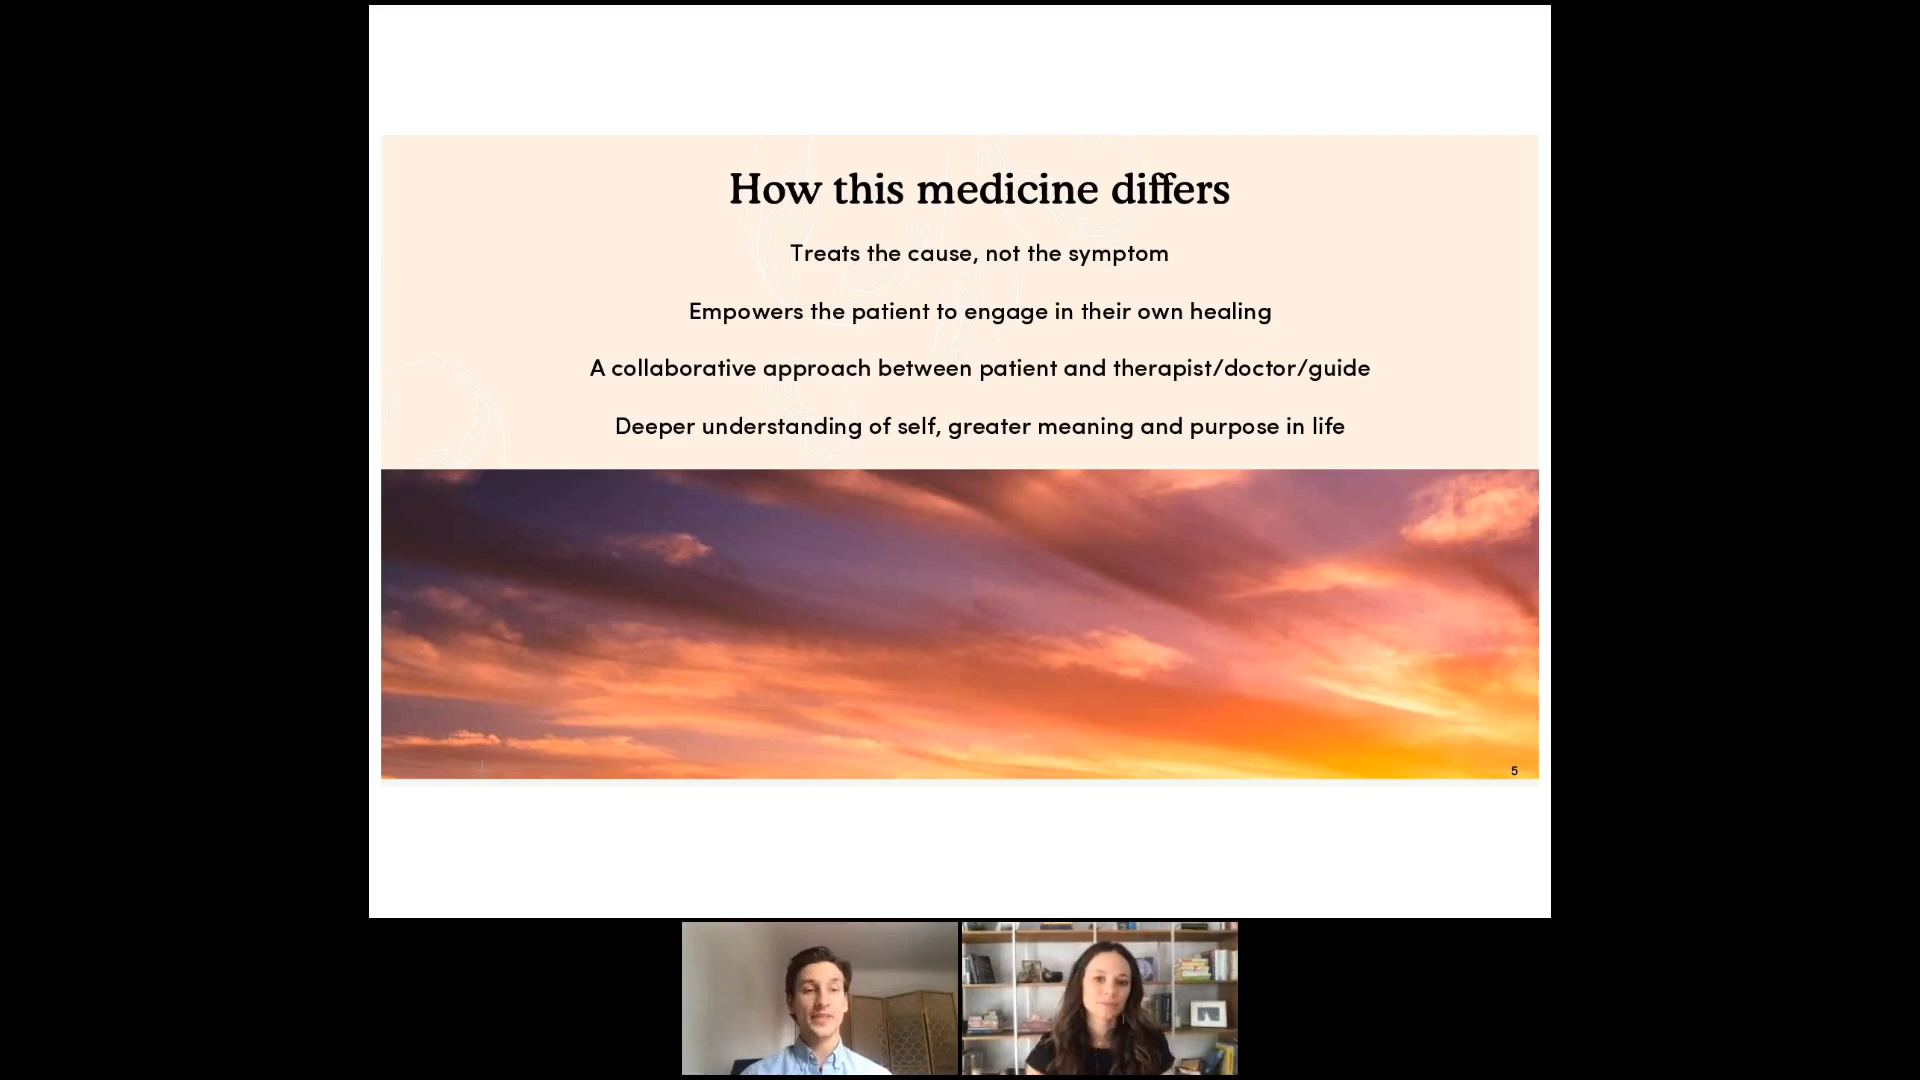 How this medicine differs
Treats the cause, not the symptom
Empowers the patient to engage in their own healing
A collaborative approach between patient and therapist/doctor/guide
Deeper understanding of self, greater meaning and purpose in life
5